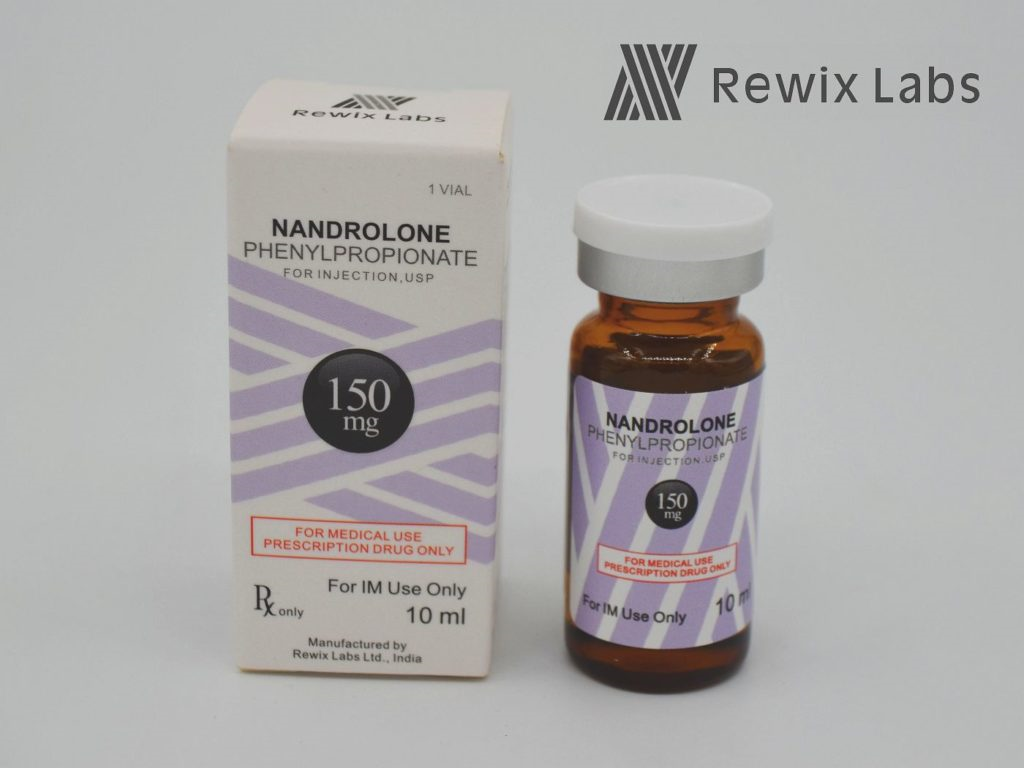 Rewix Labs
Rewix Labs
1 VIAL
NANDROLONE
PHENYLPROPIONATE
FOR INJECTION,USP
150
mg
FOR MEDICAL USE
PRESCRIPTION DRUG ONLY
For IM Use Only
Rx only
10 ml
Manufactured by
Rewix Labs Ltd., India
NANDROLONE
PHENYLPROPIONATE
FOR INJECTION,USP
150
mg
FOR MEDICAL USE
PRESCRIPTION DRUG ONLY
For IM Use Only
10 ml